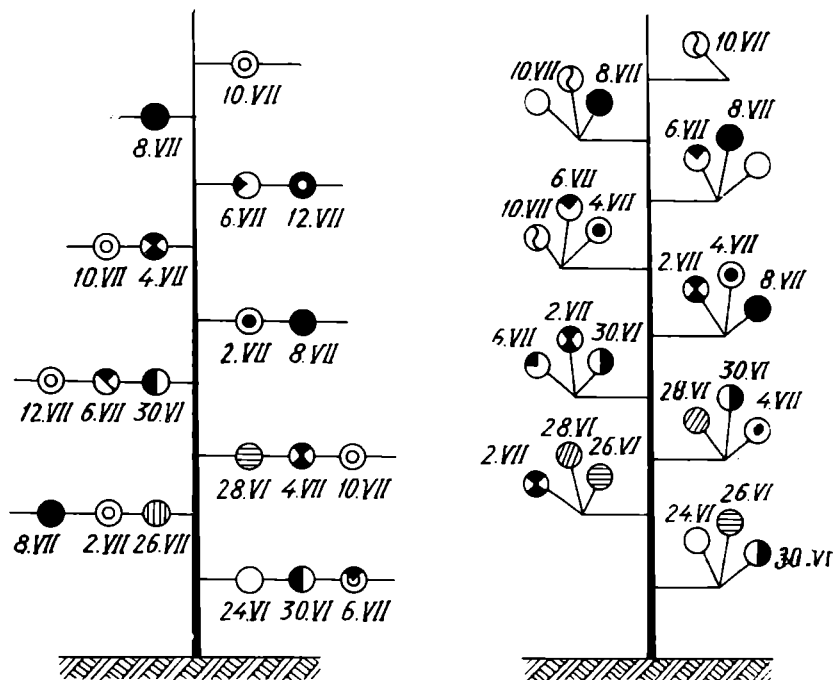 10.VII
8.VII
6.VII 12.VII
10.VII 4.VII
2.VII 8.VII
12.VII 6.VII 30.VI
28.VI 4.VII 10.VII
8.VII 2.VII 26.VII
24.VI 30.VI 6.VII
10.VII
10.VII 8.VII
6.VII 8.VII
10.VII 6.VII 4.VII
2.VII 4.VII 8.VII
6.VII 2.VII 30.VI
28.VI 30.VI 4.VII
2.VII 28.VI 26.VI
24.VI 26.VI 30.VI